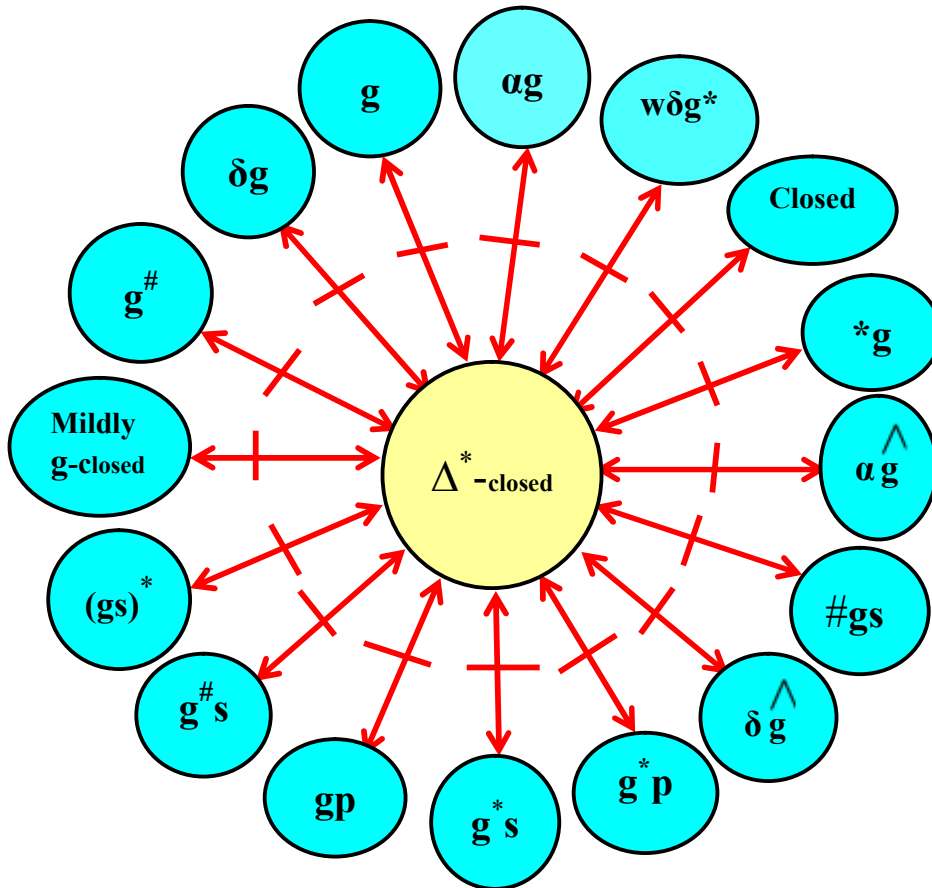 g
αg
wδg*
Closed
*g
αĝ
#gs
δĝ
g*p
g*s
gp
g#s
(gs)*
Mildly
g-closed
g#
δg
Δ*-closed